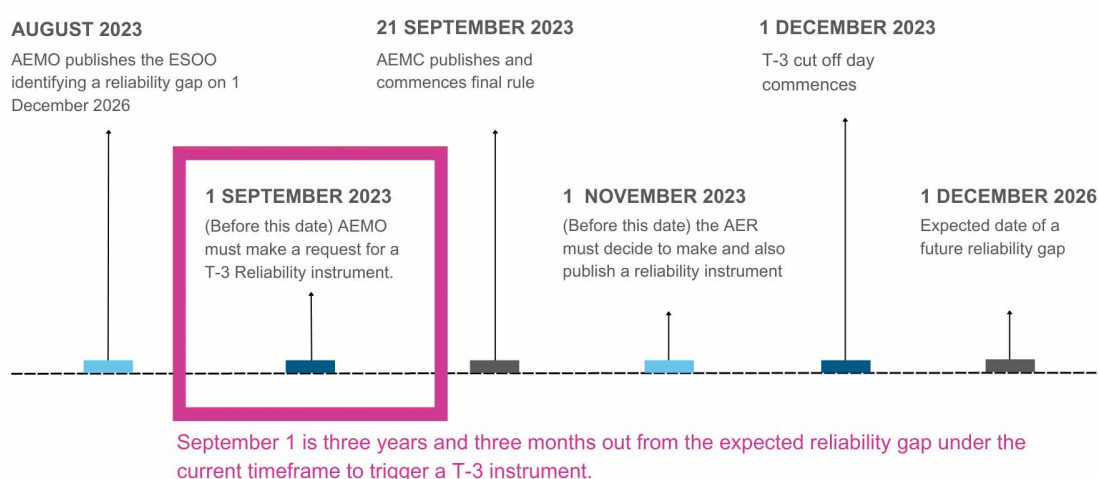 AUGUST 2023
AEMO publishes the ESOO
identifying a reliability gap on 1
December 2026
21 SEPTEMBER 2023
AEMC publishes and
commences final rule
1 DECEMBER 2023
T-3 cut off day
commences
1 SEPTEMBER 2023
(Before this date) AEMO
must make a request for a
T-3 Reliability instrument.
1 NOVEMBER 2023
(Before this date) the AER
must decide to make and also
publish a reliability instrument
1 DECEMBER 2026
Expected date of a
future reliability gap
September 1 is three years and three months out from the expected reliability gap under the
current timeframe to trigger a T-3 instrument.